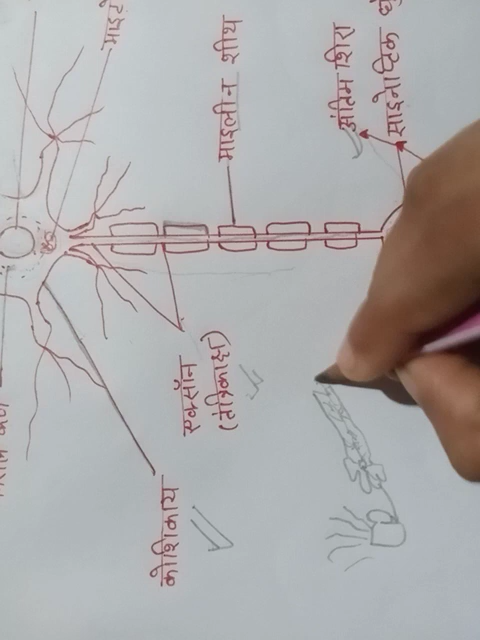 माइलीन शीथ
अंतिम शिरा
साइनेप्टिक
एक्सॉन
(तंत्रिकाक्ष)
कोशिकाय